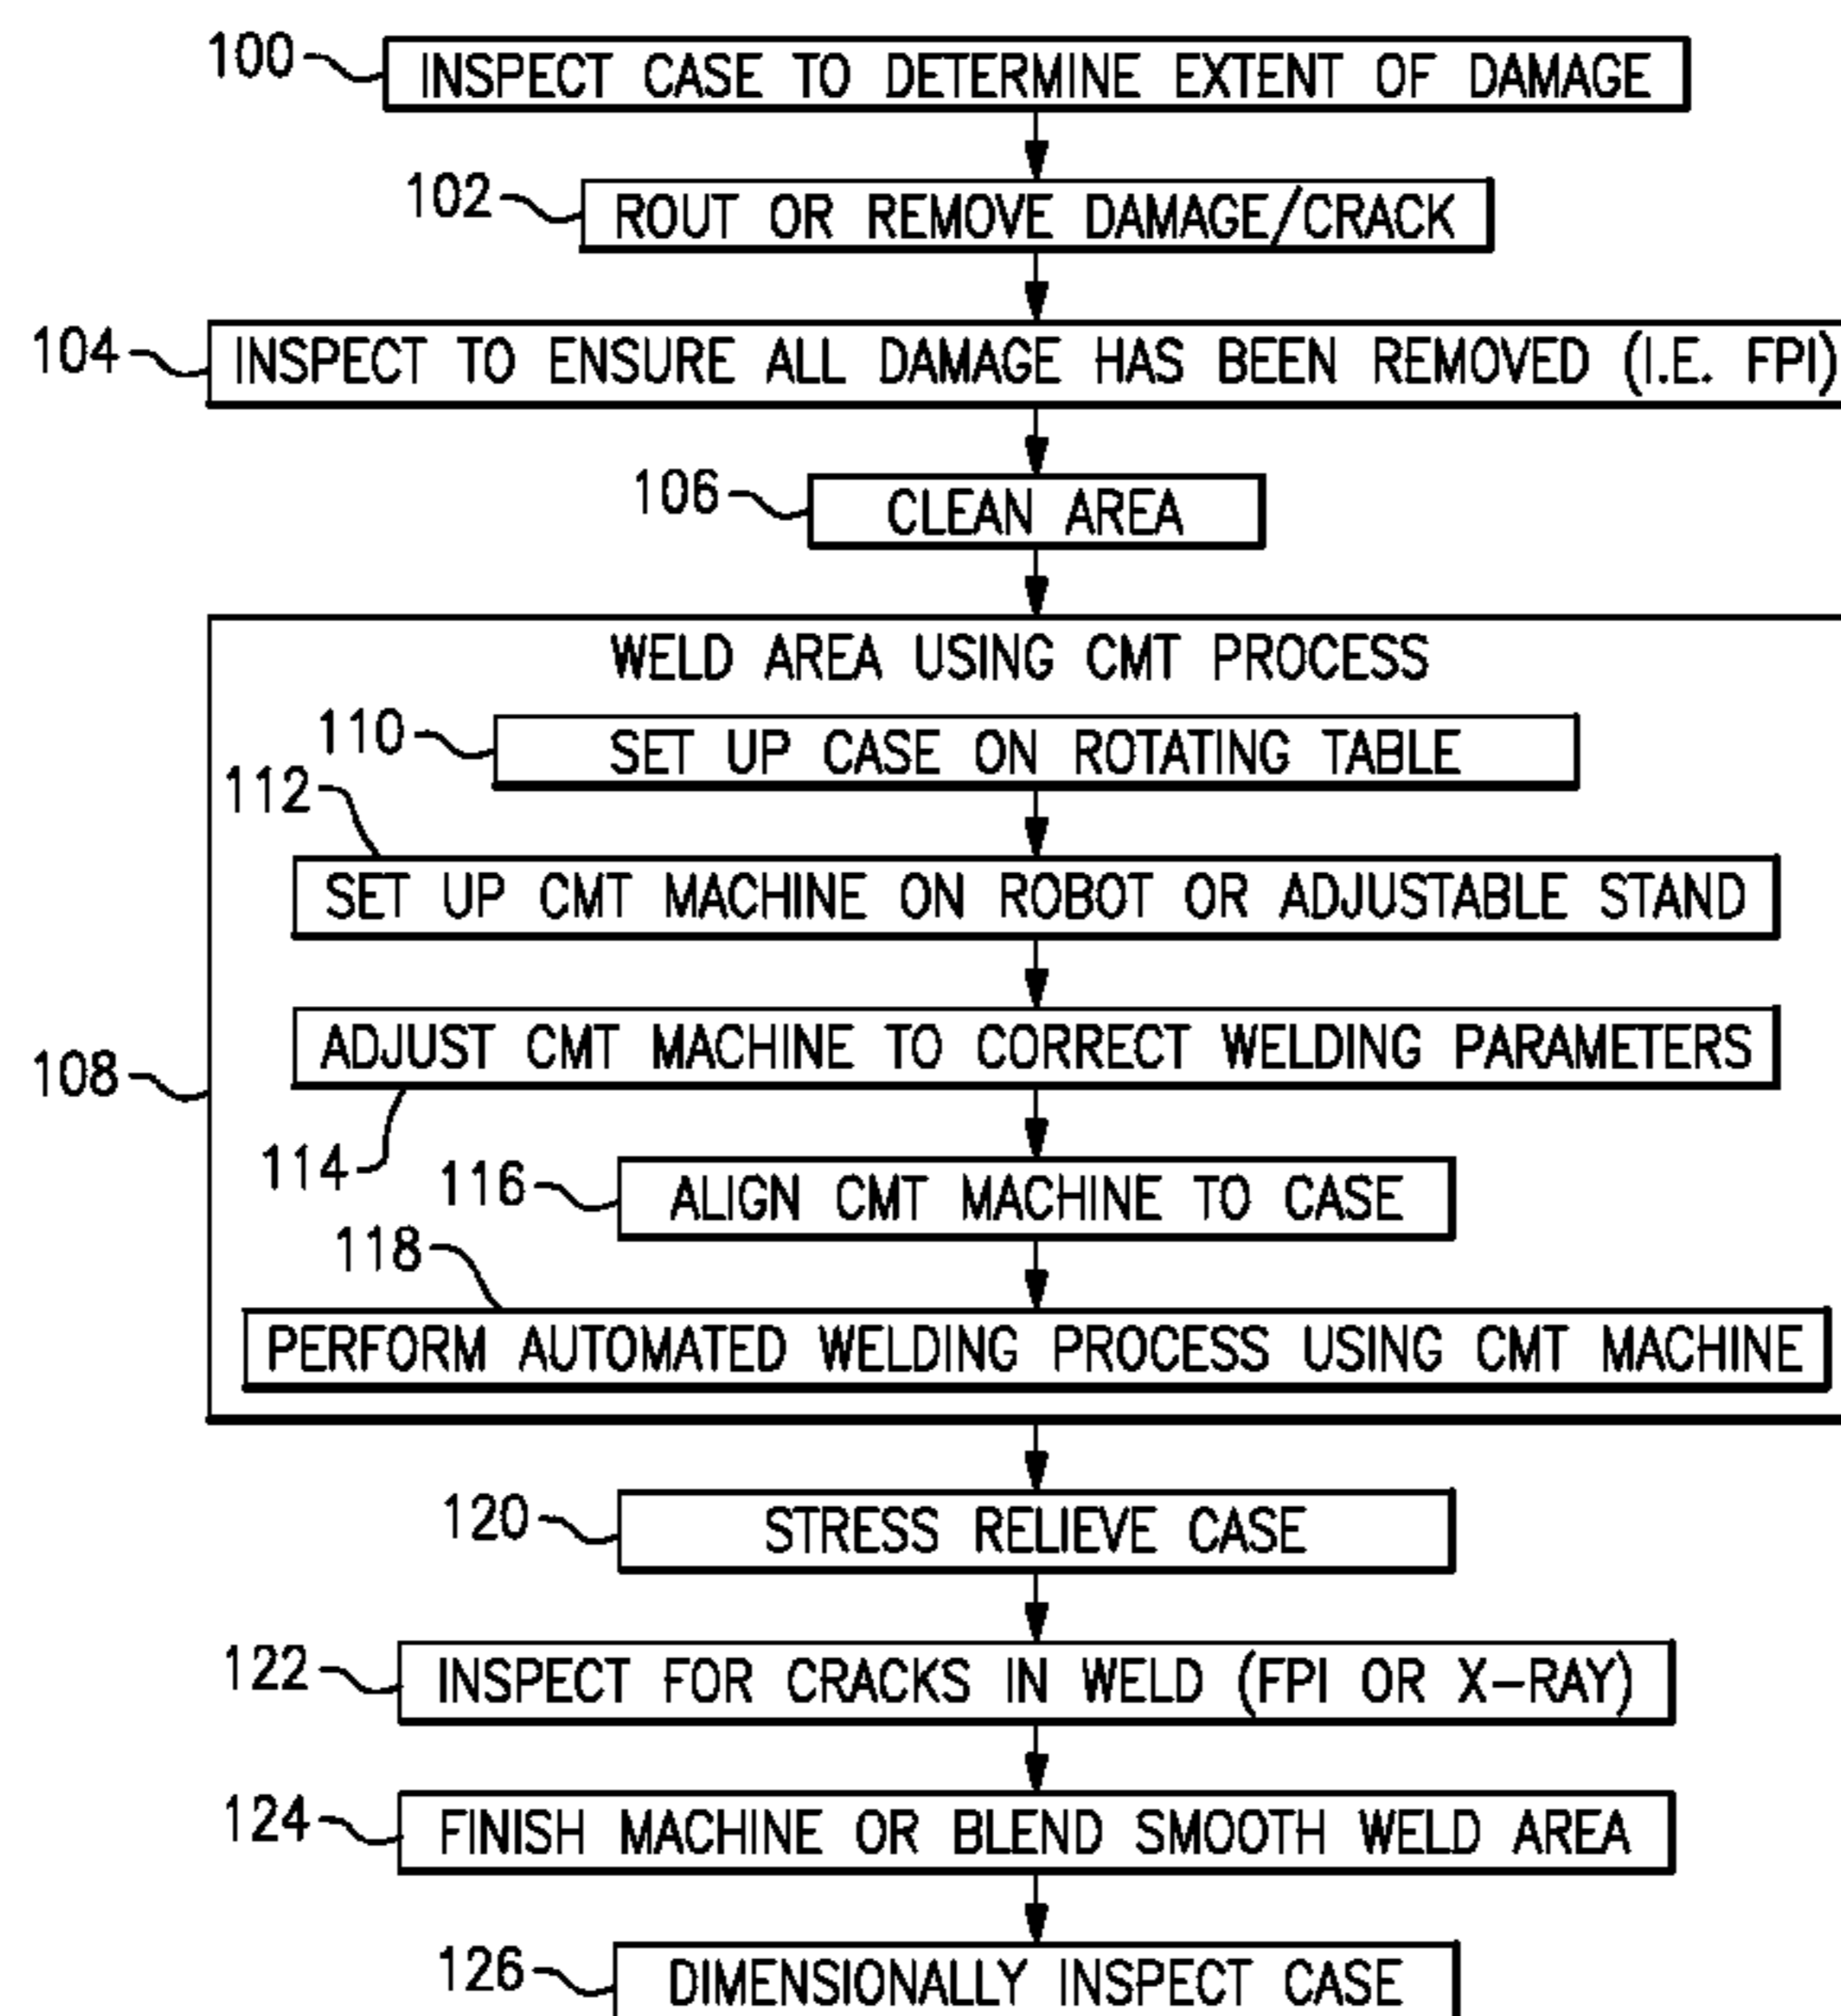 100 INSPECT CASE TO DETERMINE EXTENT OF DAMAGE
102 ROUT OR REMOVE DAMAGE/CRACK
104 INSPECT TO ENSURE ALL DAMAGE HAS BEEN REMOVED (I.E. FPI)
106 CLEAN AREA
WELD AREA USING CMT PROCESS
110 SET UP CASE ON ROTATING TABLE
112
SET UP CMT MACHINE ON ROBOT OR ADJUSTABLE STAND
ADJUST CMT MACHINE TO CORRECT WELDING PARAMETERS
108
114
116 ALIGN CMT MACHINE TO CASE
118
PERFORM AUTOMATED WELDING PROCESS USING CMT MACHINE
120 STRESS RELIEVE CASE
122 INSPECT FOR CRACKS IN WELD (FPI OR X-RAY)
124 FINISH MACHINE OR BLEND SMOOTH WELD AREA
126 DIMENSIONALLY INSPECT CASE